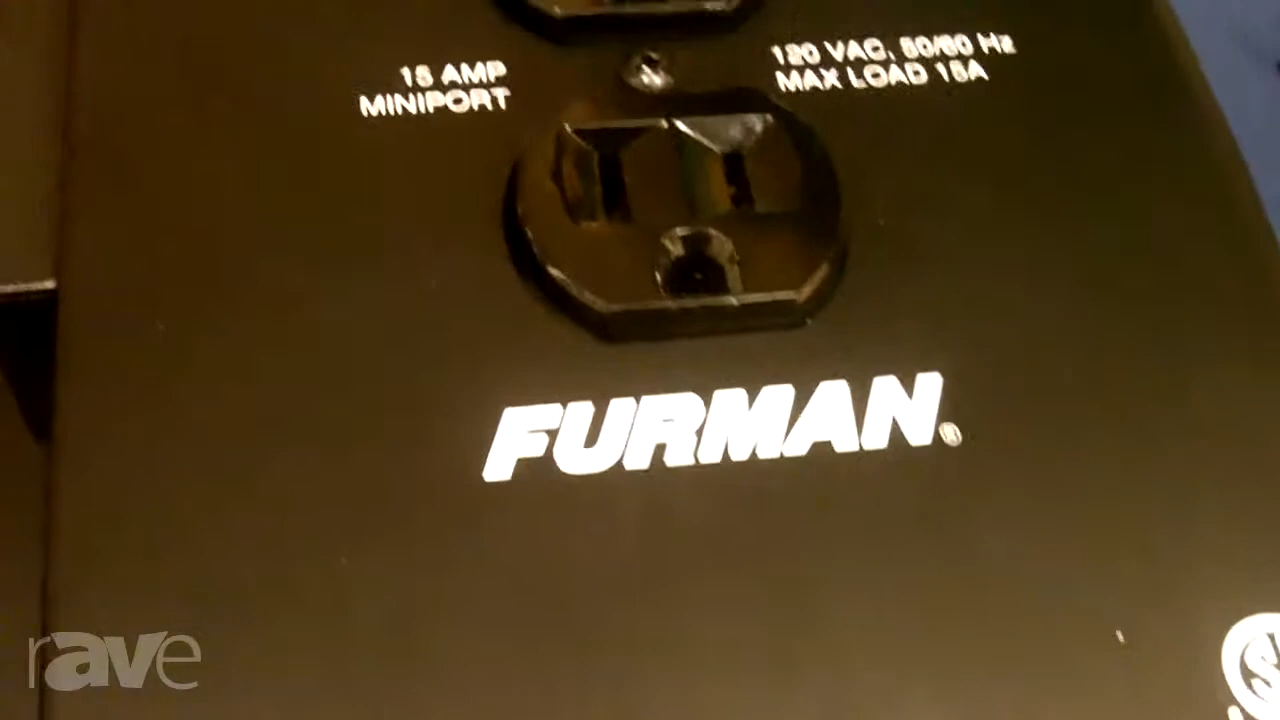 15 AMP
MINIPORT
120 VAC, 50/60 Hz
MAX LOAD 15A
FURMAN®
rave